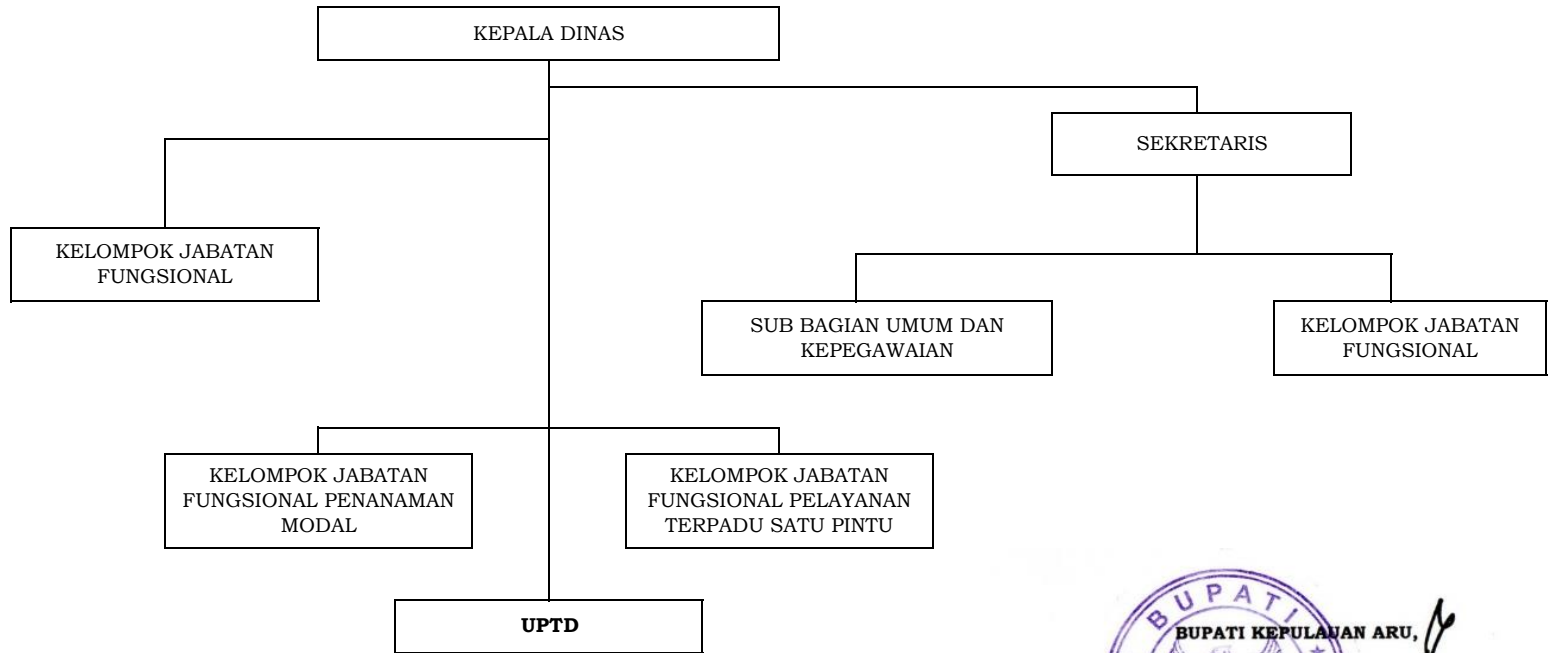 KEPALA DINAS
SEKRETARIS
KELOMPOK JABATAN
FUNGSIONAL
SUB BAGIAN UMUM DAN
KEPEGAWAIAN
KELOMPOK JABATAN
FUNGSIONAL
KELOMPOK JABATAN
FUNGSIONAL PENANAMAN
MODAL
KELOMPOK JABATAN
FUNGSIONAL PELAYANAN
TERPADU SATU PINTU
UPTD
BUPATI
BUPATI KEPULAUAN ARU,